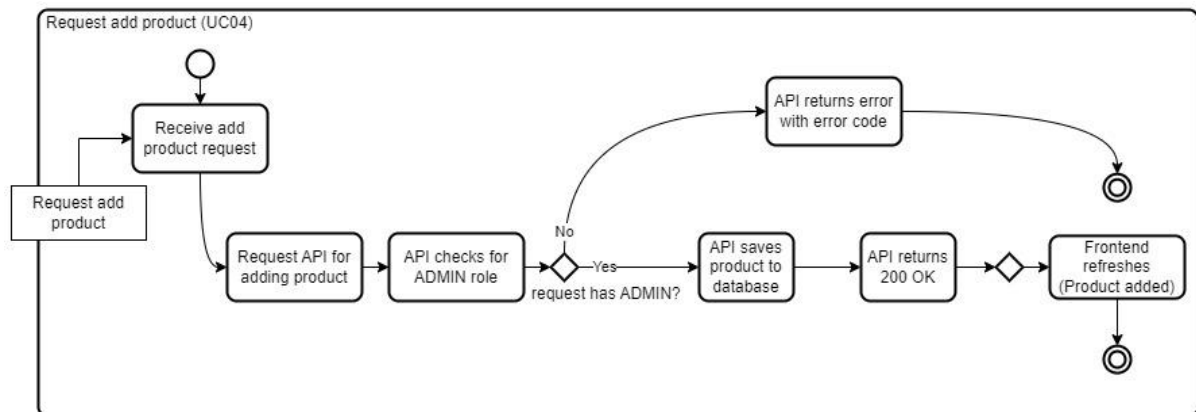 Request add product (UC04)
Receive add
product request
API returns error
with error code
Request add
product
No
Request API for
adding product
API checks for
ADMIN role
Yes
request has ADMIN?
API saves
product to
database
API returns
200 OK
Frontend
refreshes
(Product added)